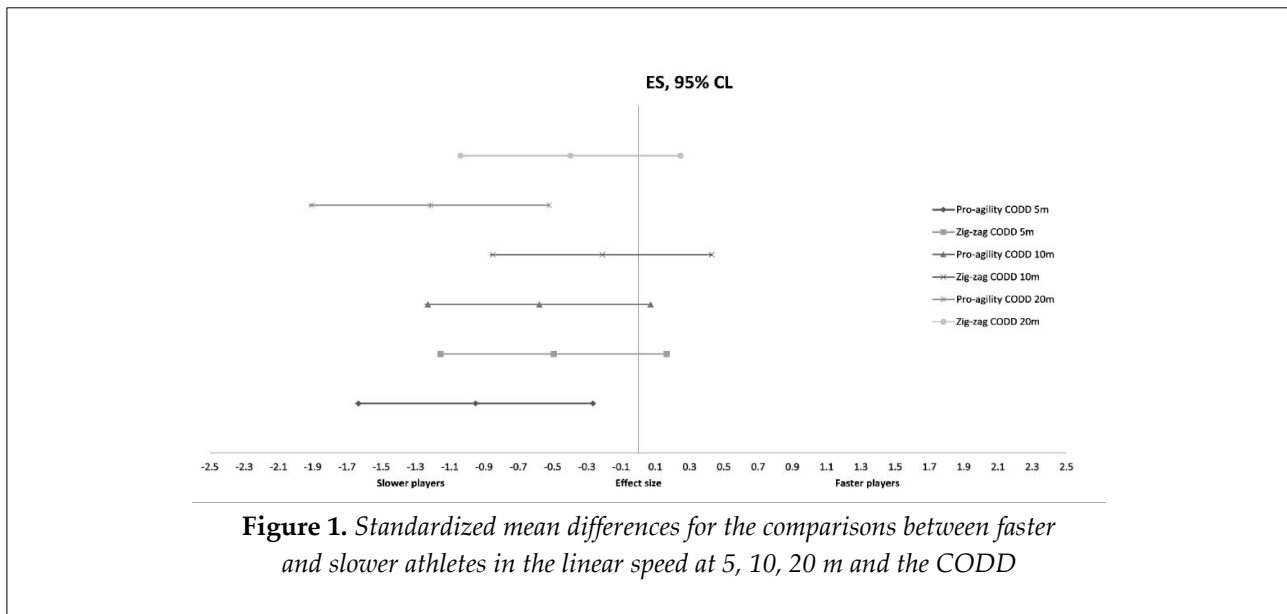 ES, 95% CL
Pro-agility CODD 5m
Zig-zag CODD 5m
Pro-agility CODD 10m
Zig-zag CODD 10m
Pro-agility CODD 20m
Zig-zag CODD 20m
-2.5 -2.3 -1.9 -1.7 -1.5 -1.3 -1.1 -0.9 -0.7 -0.5 -0.3 -0.1 0.1 0.3 0.5 0.7 0.9 1.1 1.3 1.5 1.7 1.9 2.1 2.3 2.5
Slower players Effect size Faster players
Figure 1. Standardized mean differences for the comparisons between faster
and slower athletes in the linear speed at 5, 10, 20 m and the CODD